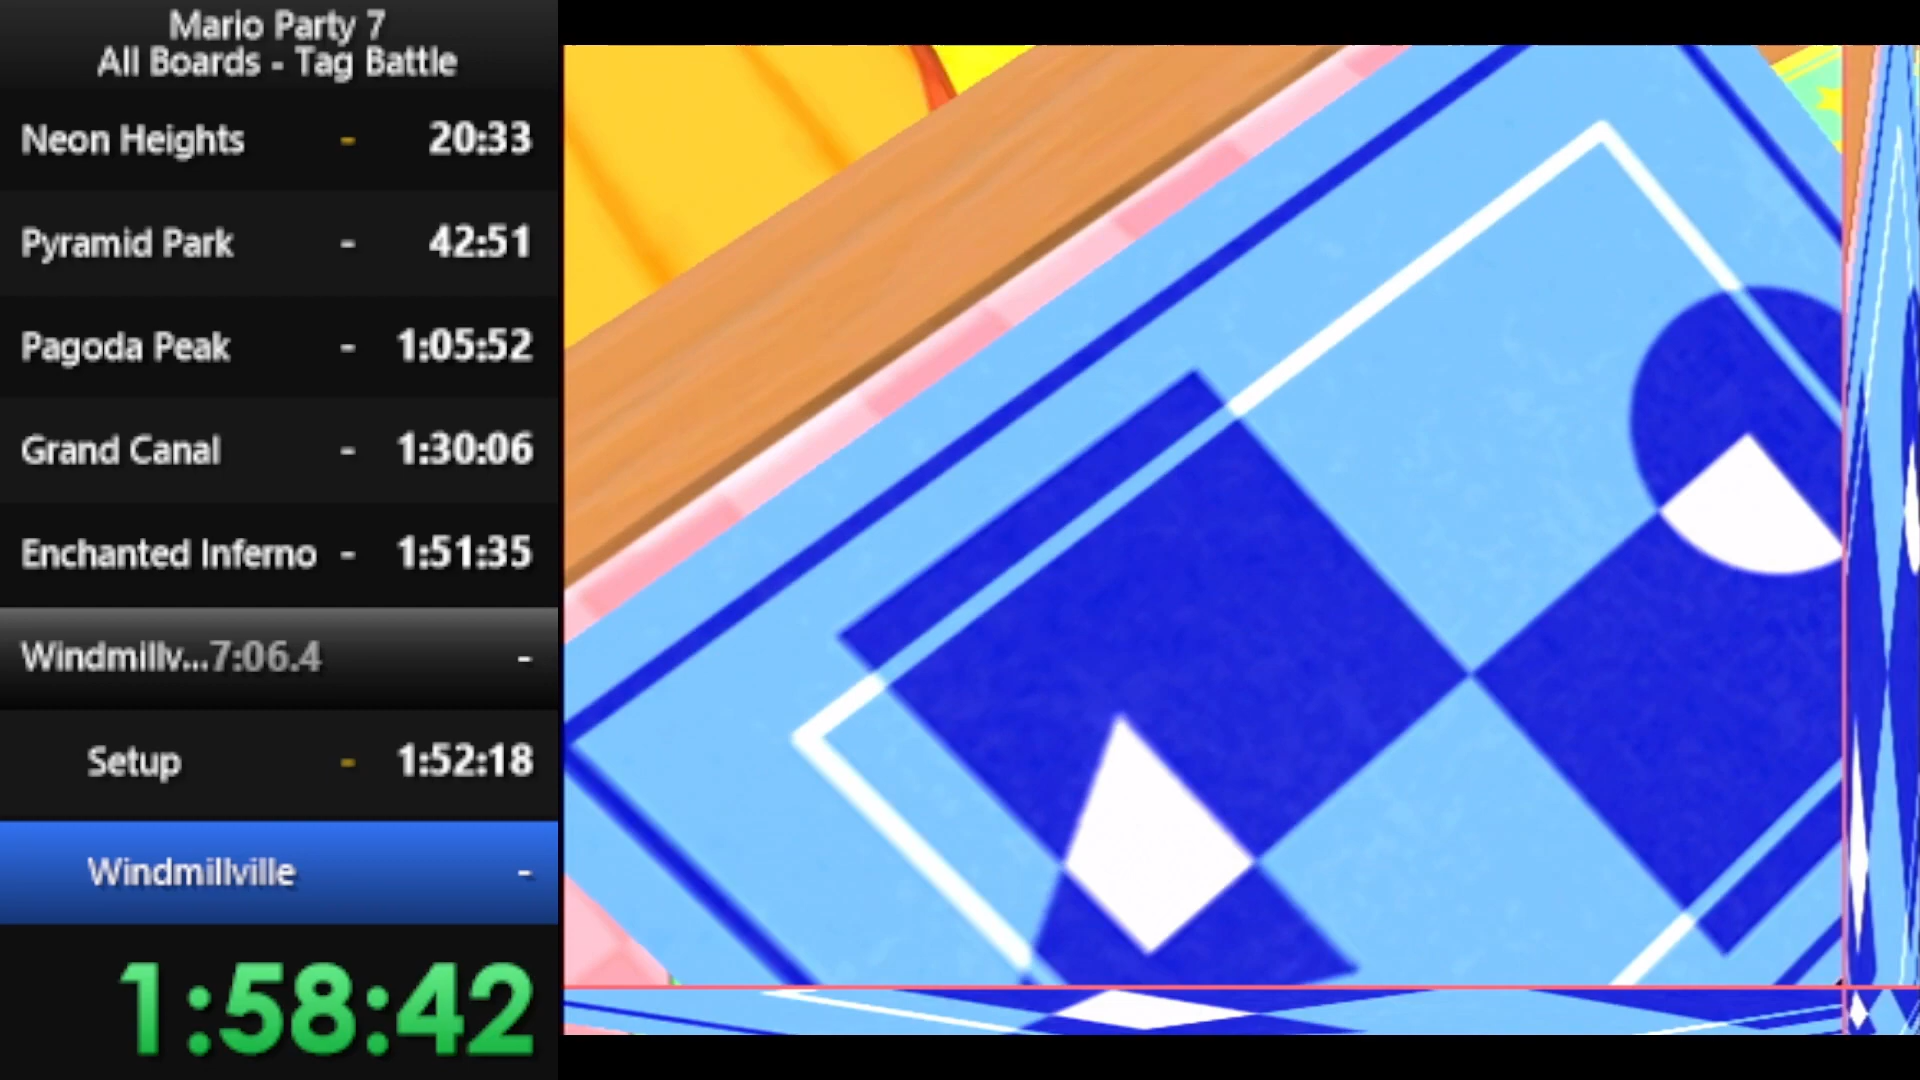 Mario Party 7
All Boards - Tag Battle
Neon Heights - 20:33
Pyramid Park - 42:51
Pagoda Peak - 1:05:52
Grand Canal - 1:30:06
Enchanted Inferno - 1:51:35
Windmillv...7:06.4 -
Setup - 1:52:18
Windmillville -
1:58:42